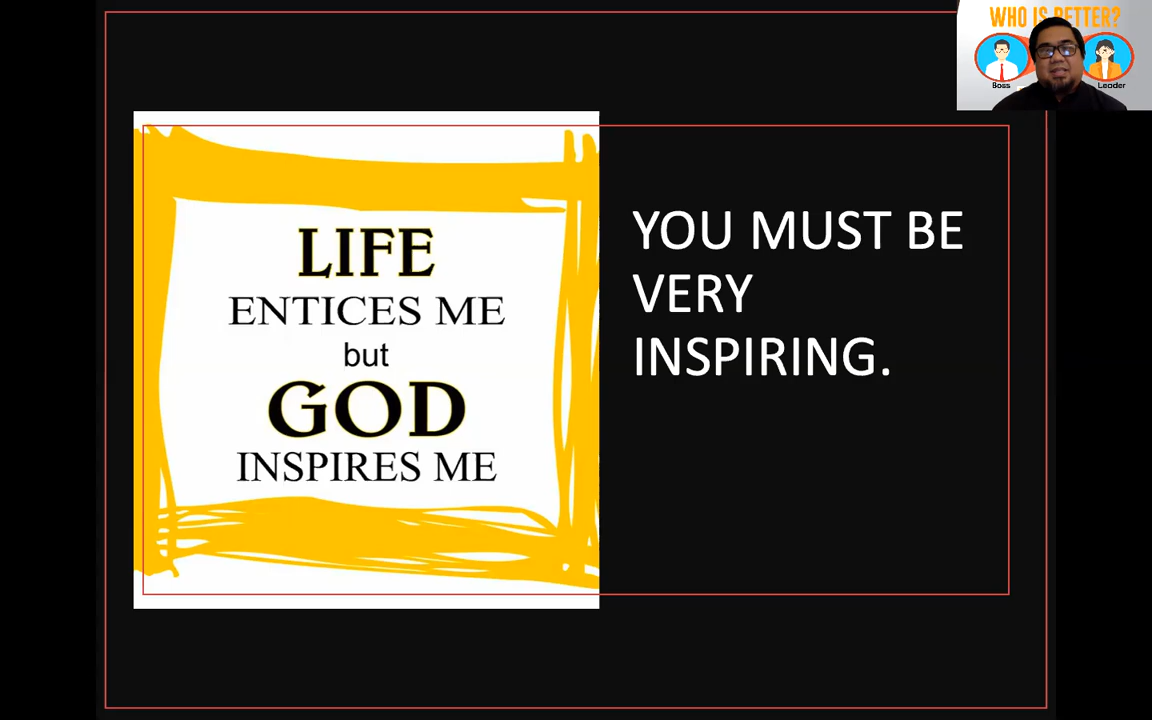 WHO IS BETTER?
Boss
Leader
LIFE
ENTICES ME
but
GOD
INSPIRES ME
YOU MUST BE
VERY
INSPIRING.